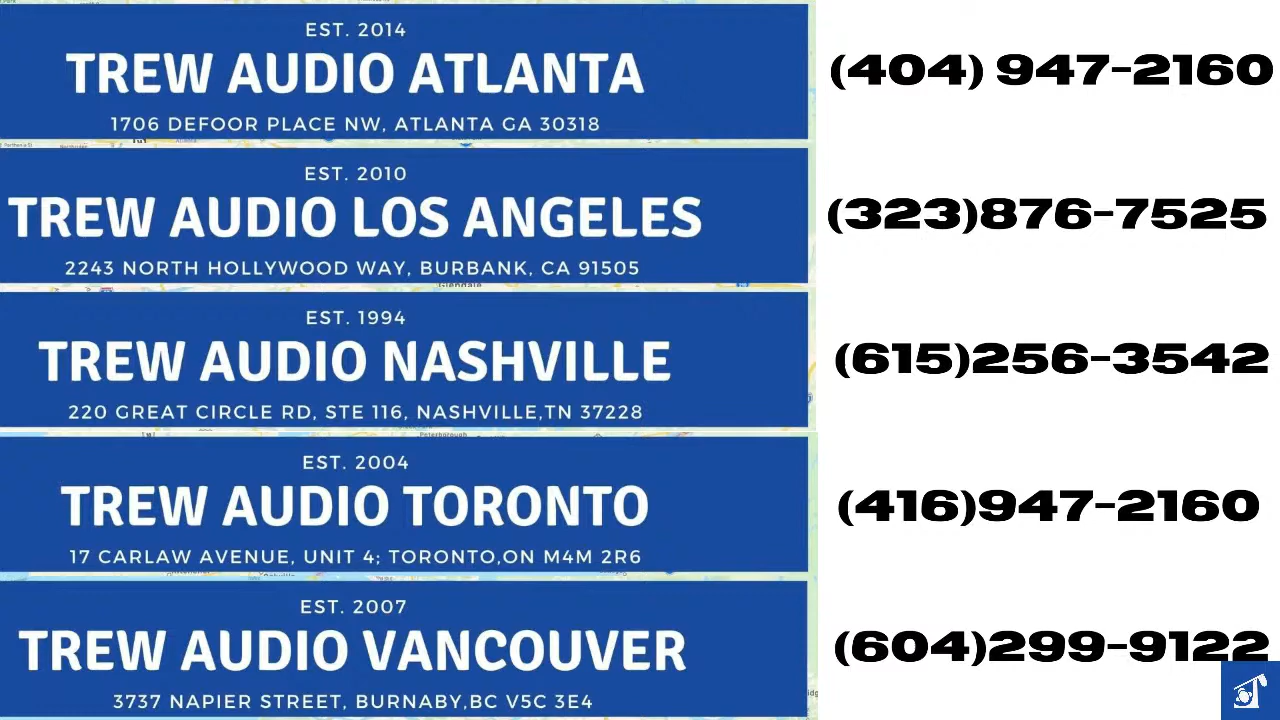 EST. 2014
TREW AUDIO ATLANTA
1706 DEFOOR PLACE NW, ATLANTA GA 30318
(404) 947-2160
EST. 2010
TREW AUDIO LOS ANGELES
2243 NORTH HOLLYWOOD WAY, BURBANK, CA 91505
(323)876-7525
Glendale
EST. 1994
TREW AUDIO NASHVILLE
220 GREAT CIRCLE RD, STE 116, NASHVILLE,TN 37228
(615)256-3542
Peterborough
EST. 2004
TREW AUDIO TORONTO
17 CARLAW AVENUE, UNIT 4; TORONTO,ON M4M 2R6
(416)947-2160
EST. 2007
TREW AUDIO VANCOUVER
3737 NAPIER STREET, BURNABY,BC V5C 3E4
(604)299-9122